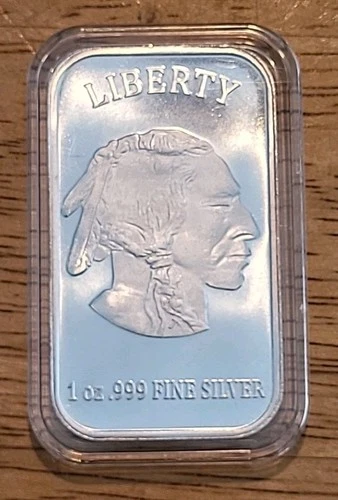 LIBERTY
1 oz .999 FINE SILVER